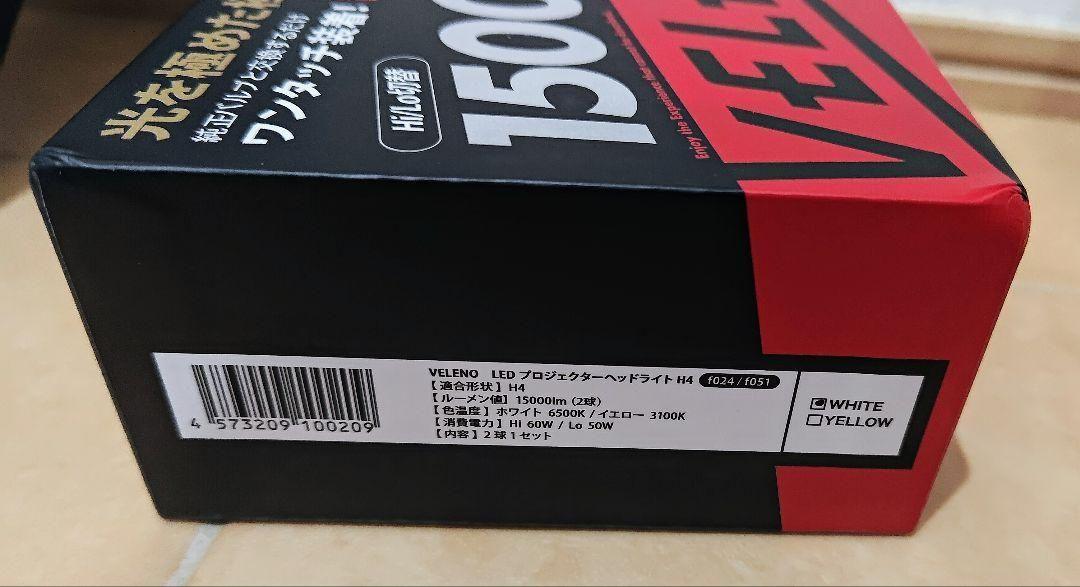 光を極めた
純正バルブと交換するだけ
ワンタッチ装着!
Hi/Lo切替
1500
VEL
Enjoy the Experience
VELENO LED プロジェクターヘッドライト H4 f024/f051
【適合形状】H4
【ルーメン値】15000lm(2球)
【色温度】ホワイト 6500K/イエロー 3100K
【消費電力】HI 60W / Lo 50W
【内容】2球1セット
4 573209 100209
WHITE
YELLOW